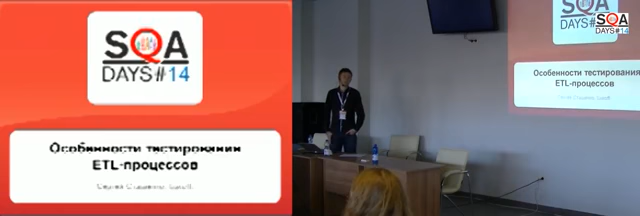 SQA
DAYS#14
Особенности тестирования
ETL-процессов
SQA
DAYS#14
Особенности тестирования
ETL-процессов